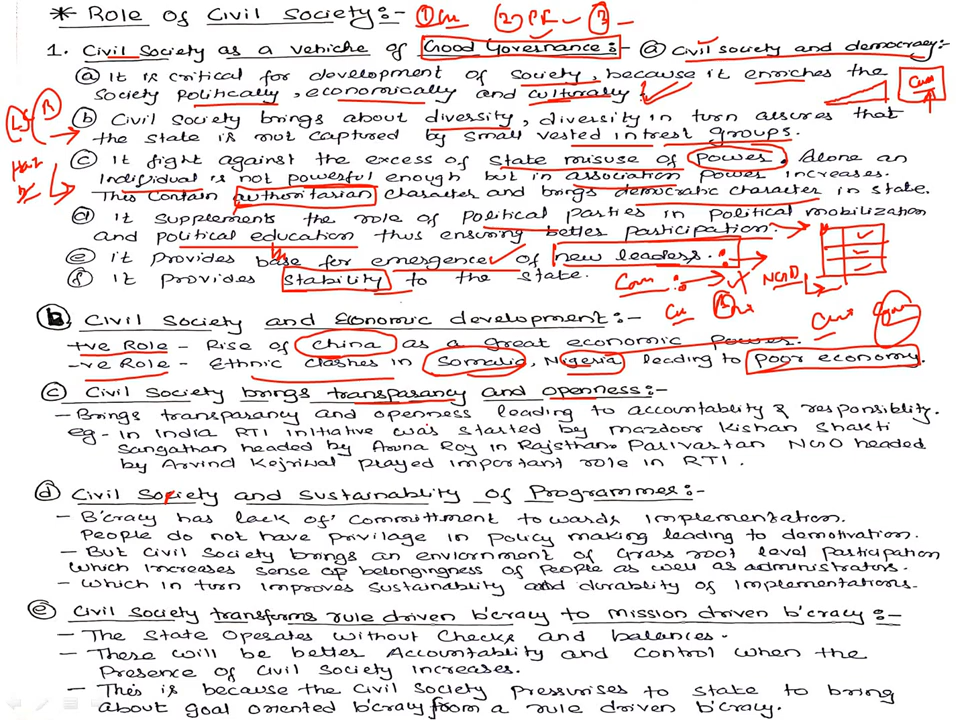 * Role of Civil Society:- ① Cu (2) PF - 3 -
1. Civil Society as a vehicle of Good Governance:- ⓐ Civil society and democracy:-
ⓐ It is critical for development of society, because it enriches the
society politically, economically and culturally.
ⓑ Civil Society brings about diversity, diversity in turn assures that
the state is not captured by small vested intrest groups.
ⓒ It fight against the excess of state misuse of power. Alone an
individual is not powerful enough but in association power increases.
This contain authoritarian character and brings democratic character in state.
ⓓ It supplements the role of political parties in political mobilization
and political education thus ensuring better participation.
ⓔ It provides base for emergence of new leaders.
ⓕ It provides stability to the state.
NGO
ⓑ Civil Society and Economic development:-
+ve Role - Rise of China as a great economic power.
-ve Role - Ethnic clashes in Somalia, Nigeria leading to poor economy.
ⓒ Civil Society brings transparancy and openness:-
- Brings transparancy and openness leading to accountablity & responsiblity.
eg- In India RTI initiative was started by mazdoor Kishan Shakti
Sangathan headed by Aruna Roy in Rajsthan. Parivartan NGO headed
by Arvind Kejriwal played important role in RTI.
ⓓ Civil Society and Sustainablity of Programmes:-
- B'cracy has lack of committment towards implementation.
People do not have privilage in policy making leading to demotivation.
- But Civil Society brings an enviornment of Grass root level participation
which increases sense of belongingness of people as well as administrators.
- which in turn improves sustainablity and durablity of implementations.
ⓔ Civil Society transforms rule driven b'cracy to mission driven b'cracy:-
- The State operates without checks and balances.
- There will be better Accountablity and control when the
Presence of Civil Society increases.
- This is because the Civil Society pressurises to state to bring
about goal oriented b'cracy from a rule driven b'cracy.